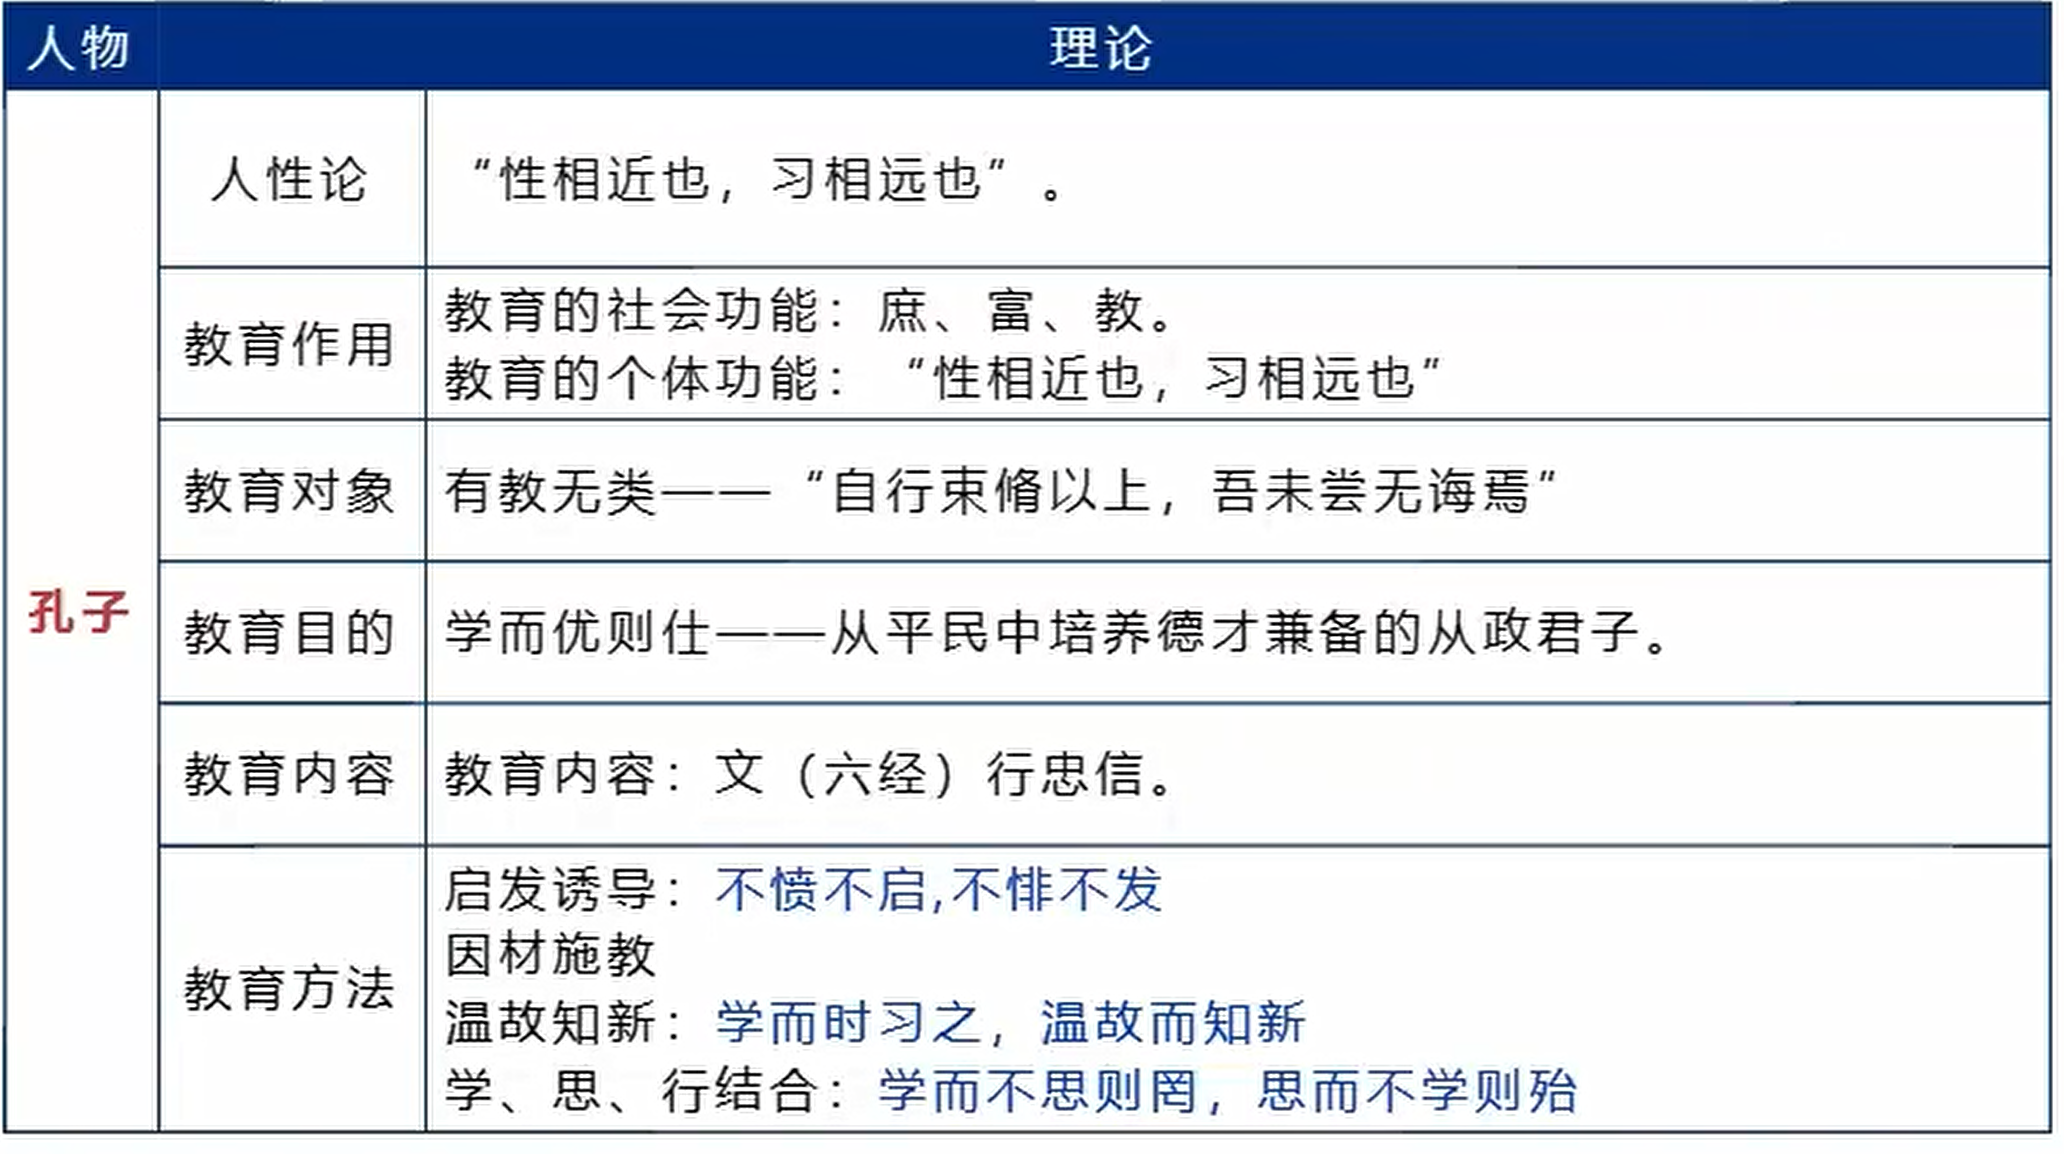 人物 理论
孔子
人性论 “性相近也，习相远也”。
教育作用
教育的社会功能：庶、富、教。
教育的个体功能：“性相近也，习相远也”
教育对象 有教无类——“自行束脩以上，吾未尝无诲焉”
教育目的 学而优则仕——从平民中培养德才兼备的从政君子。
教育内容 教育内容：文（六经）行忠信。
教育方法
启发诱导：不愤不启,不悱不发
因材施教
温故知新：学而时习之，温故而知新
学、思、行结合：学而不思则罔，思而不学则殆